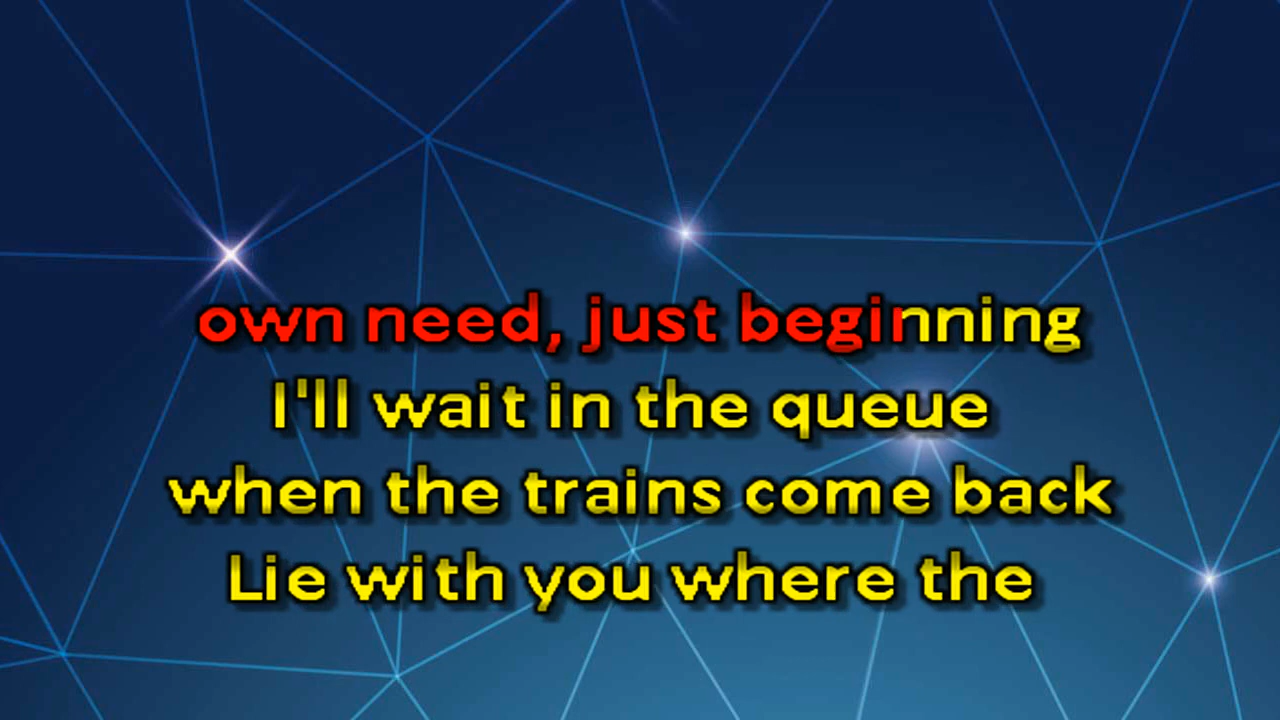 own need, just beginning
I'll wait in the queue
when the trains come back
Lie with you where the